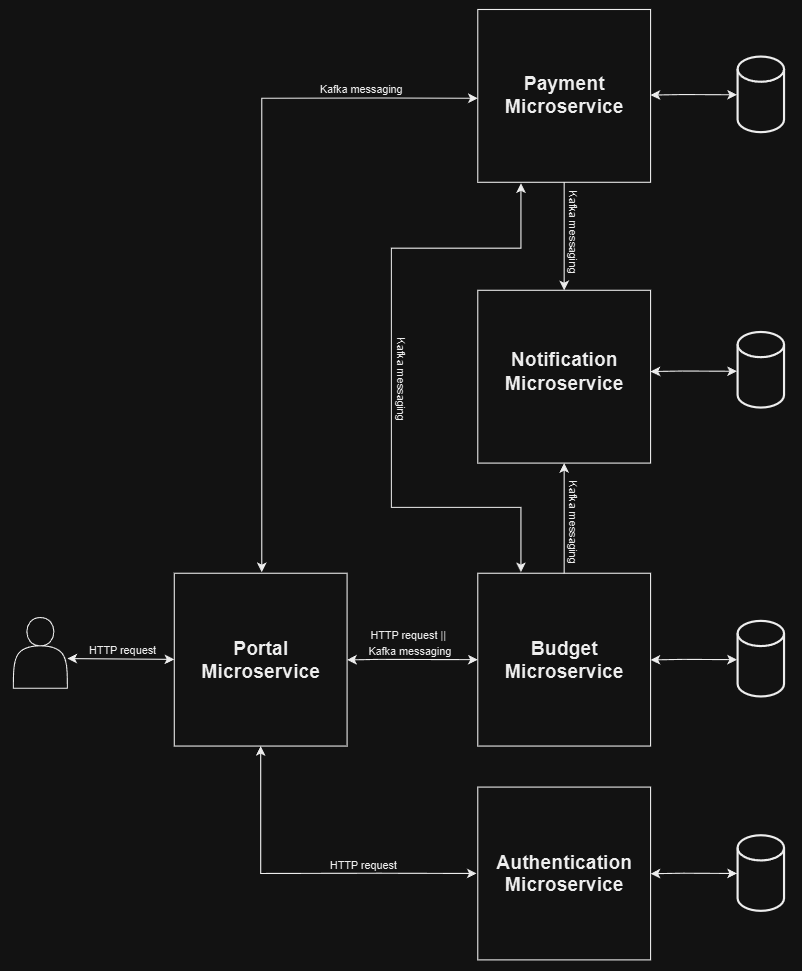 Payment
Microservice
Kafka messaging
Kafka messaging
Kafka messaging
Notification
Microservice
Kafka messaging
HTTP request
Portal
Microservice
HTTP request ||
Kafka messaging
Budget
Microservice
HTTP request
Authentication
Microservice